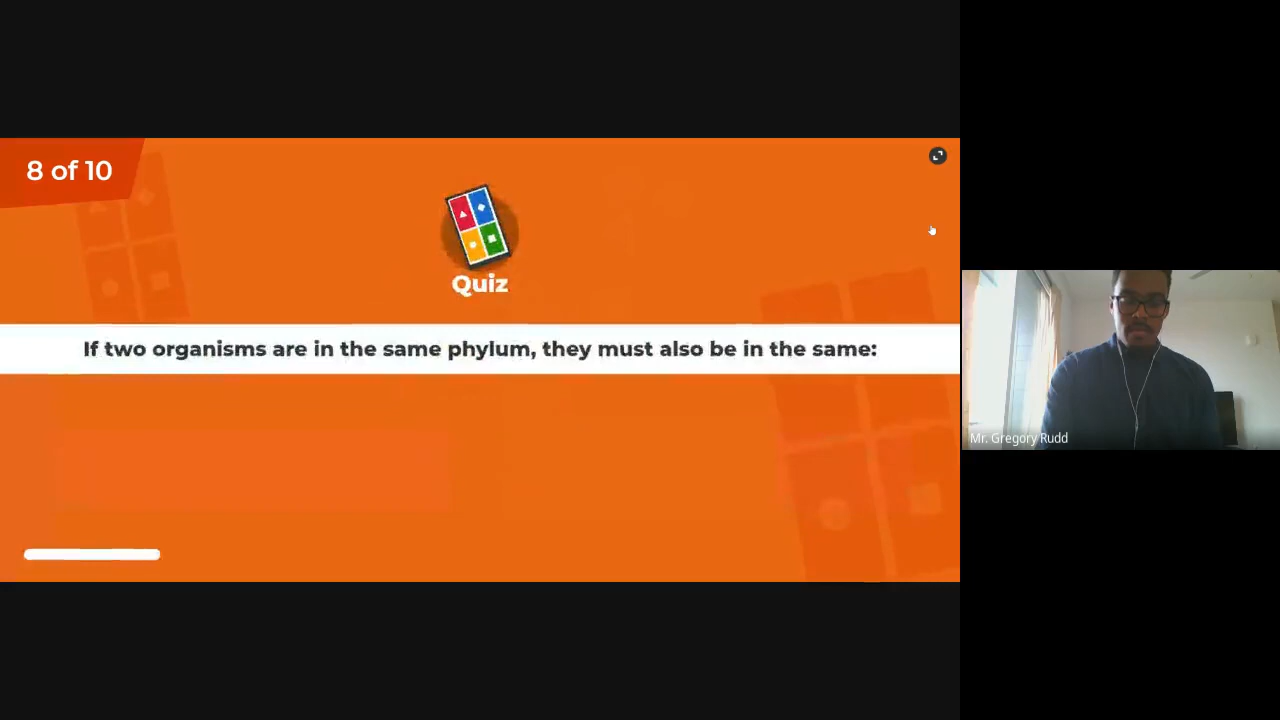 8 of 10
Quiz
If two organisms are in the same phylum, they must also be in the same:
Mr. Gregory Rudd